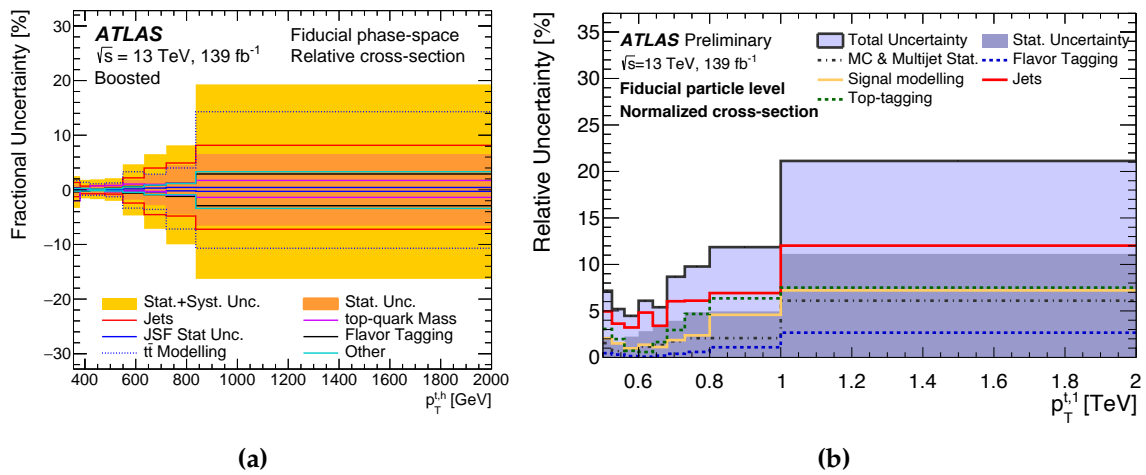 Fractional Uncertainty [%]
30
20
10
0
−10
−20
−30
ATLAS
√s = 13 TeV, 139 fb⁻¹
Boosted
Fiducial phase-space
Relative cross-section
Stat.+Syst. Unc.
Stat. Unc.
Jets
top-quark Mass
JSF Stat Unc.
Flavor Tagging
tt̄ Modelling
Other
400 600 800 1000 1200 1400 1600 1800 2000
p_T^{t,h} [GeV]
(a)
Relative Uncertainty [%]
35
30
25
20
15
10
5
0
ATLAS Preliminary
√s=13 TeV, 139 fb⁻¹
Fiducial particle level
Normalized cross-section
Total Uncertainty
Stat. Uncertainty
MC & Multijet Stat.
Flavor Tagging
Signal modelling
Jets
Top-tagging
0.6 0.8 1 1.2 1.4 1.6 1.8 2
p_T^{t,1} [TeV]
(b)